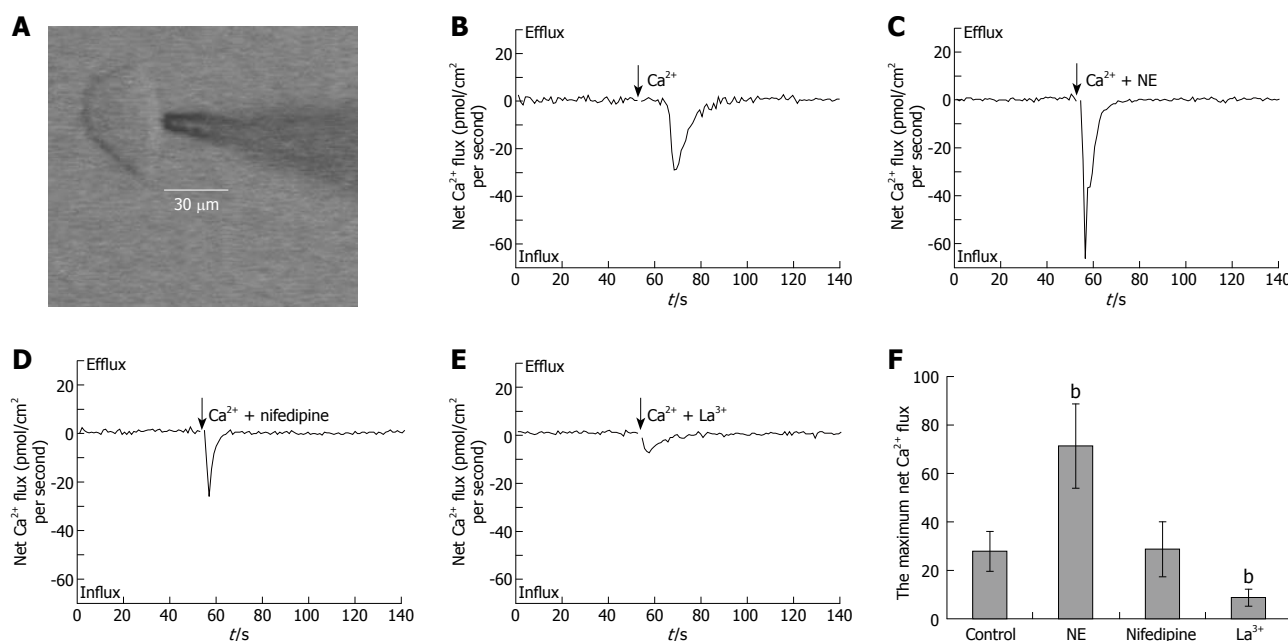 A
30 μm
B
Efflux
20
0
-20
-40
-60
Influx
Ca²⁺
Net Ca²⁺ flux (pmol/cm²
per second)
0 20 40 60 80 100 120 140
t/s
C
Efflux
20
0
-20
-40
-60
Influx
Ca²⁺ + NE
Net Ca²⁺ flux (pmol/cm²
per second)
0 20 40 60 80 100 120 140
t/s
D
Efflux
20
0
-20
-40
-60
Influx
Ca²⁺ + nifedipine
Net Ca²⁺ flux (pmol/cm²
per second)
0 20 40 60 80 100 120 140
t/s
E
Efflux
20
0
-20
-40
-60
Influx
Ca²⁺ + La³⁺
Net Ca²⁺ flux (pmol/cm²
per second)
0 20 40 60 80 100 120 140
t/s
F
The maximum net Ca²⁺ flux
100
80
60
40
20
0
b
b
Control NE Nifedipine La³⁺